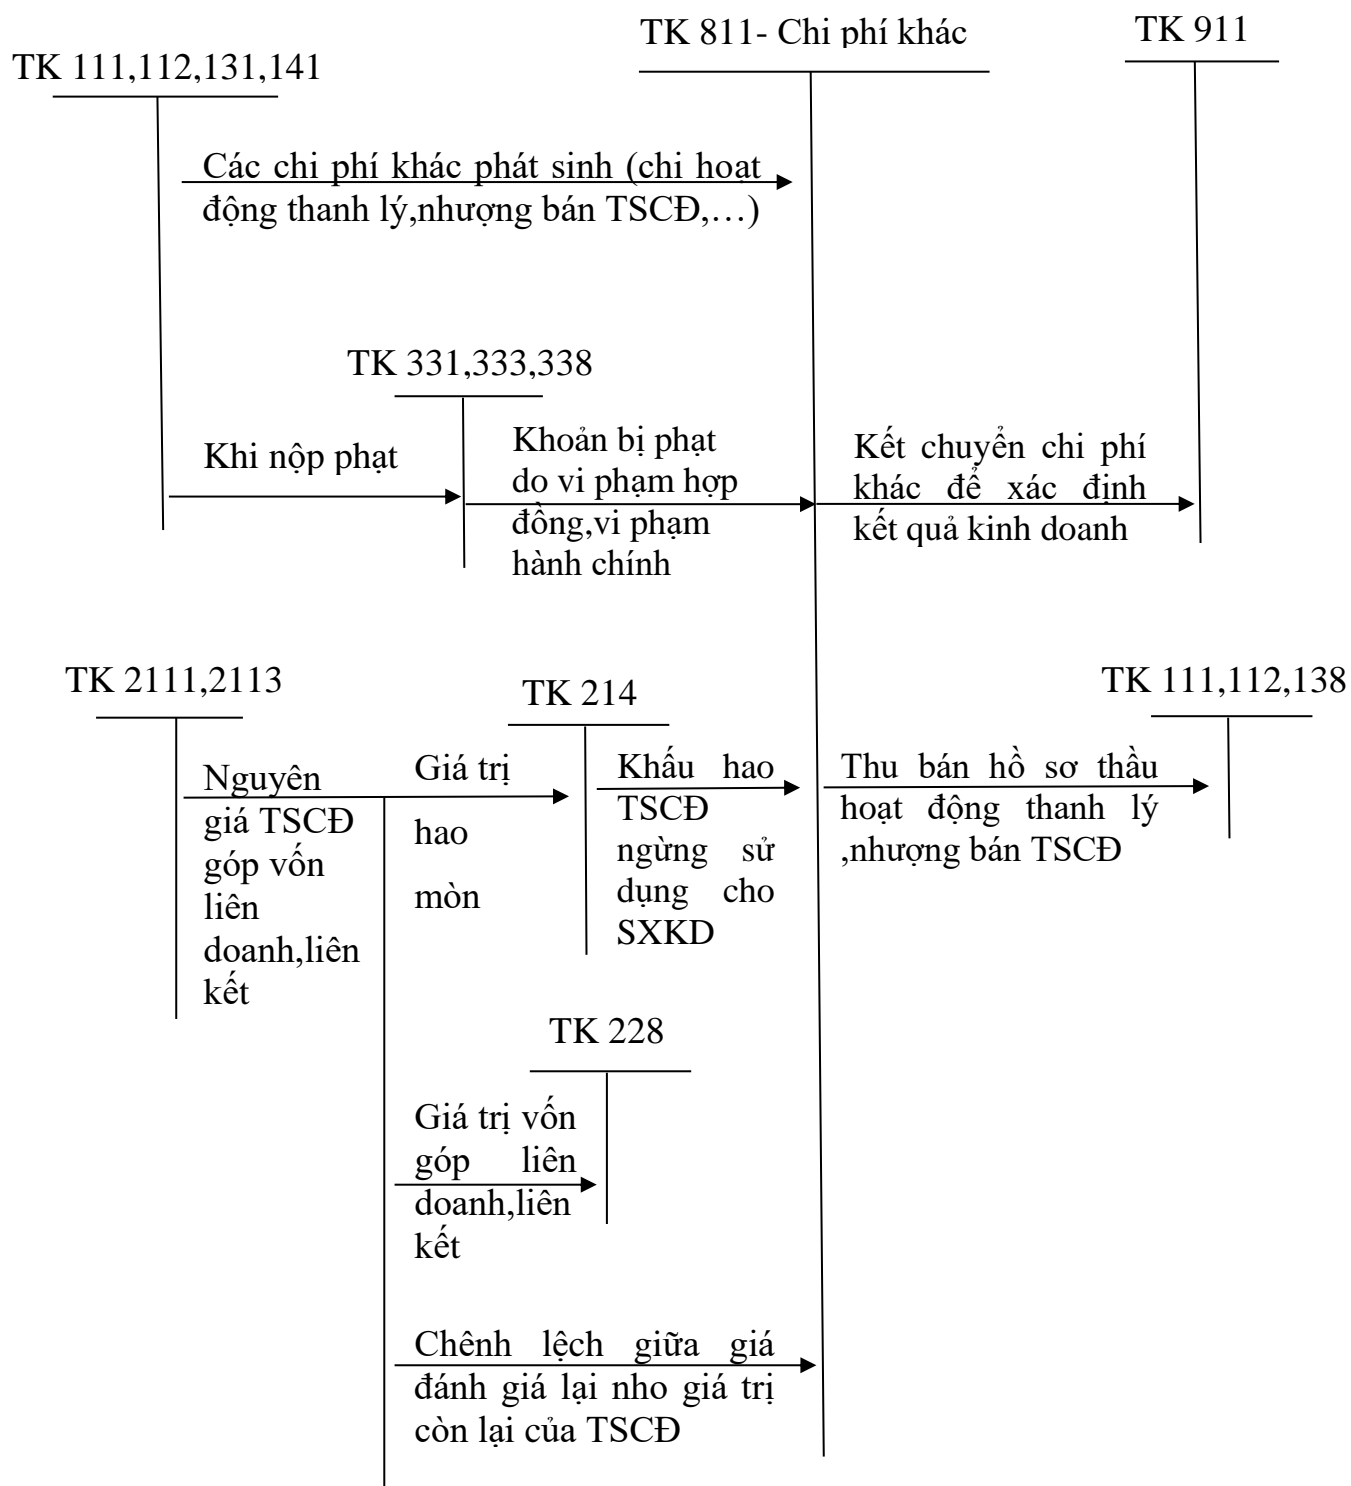 TK 811- Chi phí khác
TK 911
TK 111,112,131,141
Các chi phí khác phát sinh (chi hoạt
động thanh lý,nhượng bán TSCĐ,…)
TK 331,333,338
Khi nộp phạt
Khoản bị phạt
do vi phạm hợp
đồng,vi phạm
hành chính
Kết chuyển chi phí
khác để xác định
kết quả kinh doanh
TK 2111,2113
TK 214
TK 111,112,138
Nguyên
giá TSCĐ
góp vốn
liên
doanh,liên
kết
Giá trị
hao
mòn
Khấu hao
TSCĐ
ngừng sử
dụng cho
SXKD
Thu bán hồ sơ thầu
hoạt động thanh lý
,nhượng bán TSCĐ
TK 228
Giá trị vốn
góp liên
doanh,liên
kết
Chênh lệch giữa giá
đánh giá lại nho giá trị
còn lại của TSCĐ